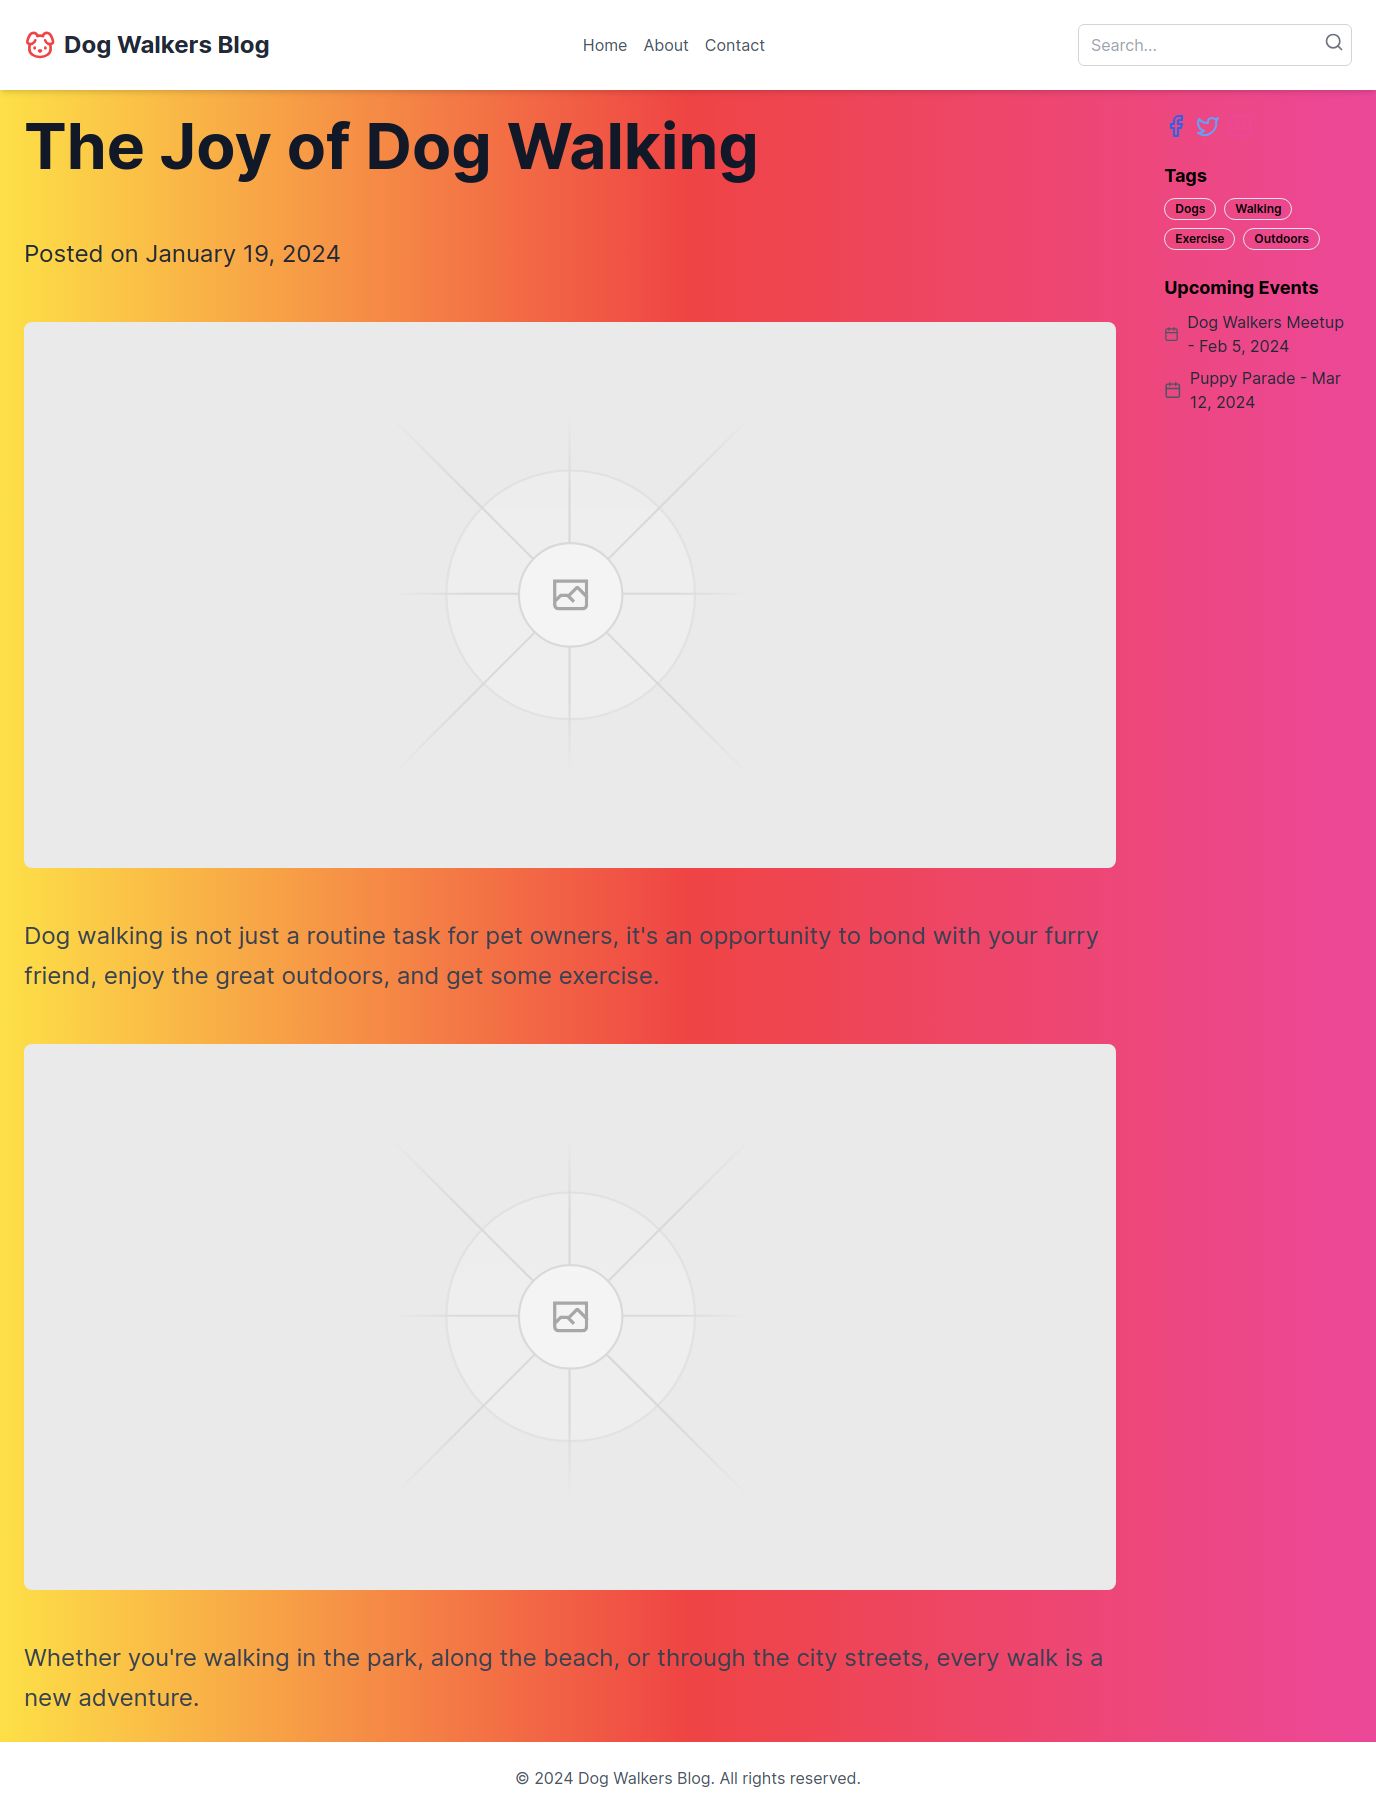 Dog Walkers Blog
Home About Contact
Search...
The Joy of Dog Walking
Posted on January 19, 2024
Dog walking is not just a routine task for pet owners, it's an opportunity to bond with your furry
friend, enjoy the great outdoors, and get some exercise.
Whether you're walking in the park, along the beach, or through the city streets, every walk is a
new adventure.
Tags
Dogs Walking
Exercise Outdoors
Upcoming Events
Dog Walkers Meetup
- Feb 5, 2024
Puppy Parade - Mar
12, 2024
© 2024 Dog Walkers Blog. All rights reserved.